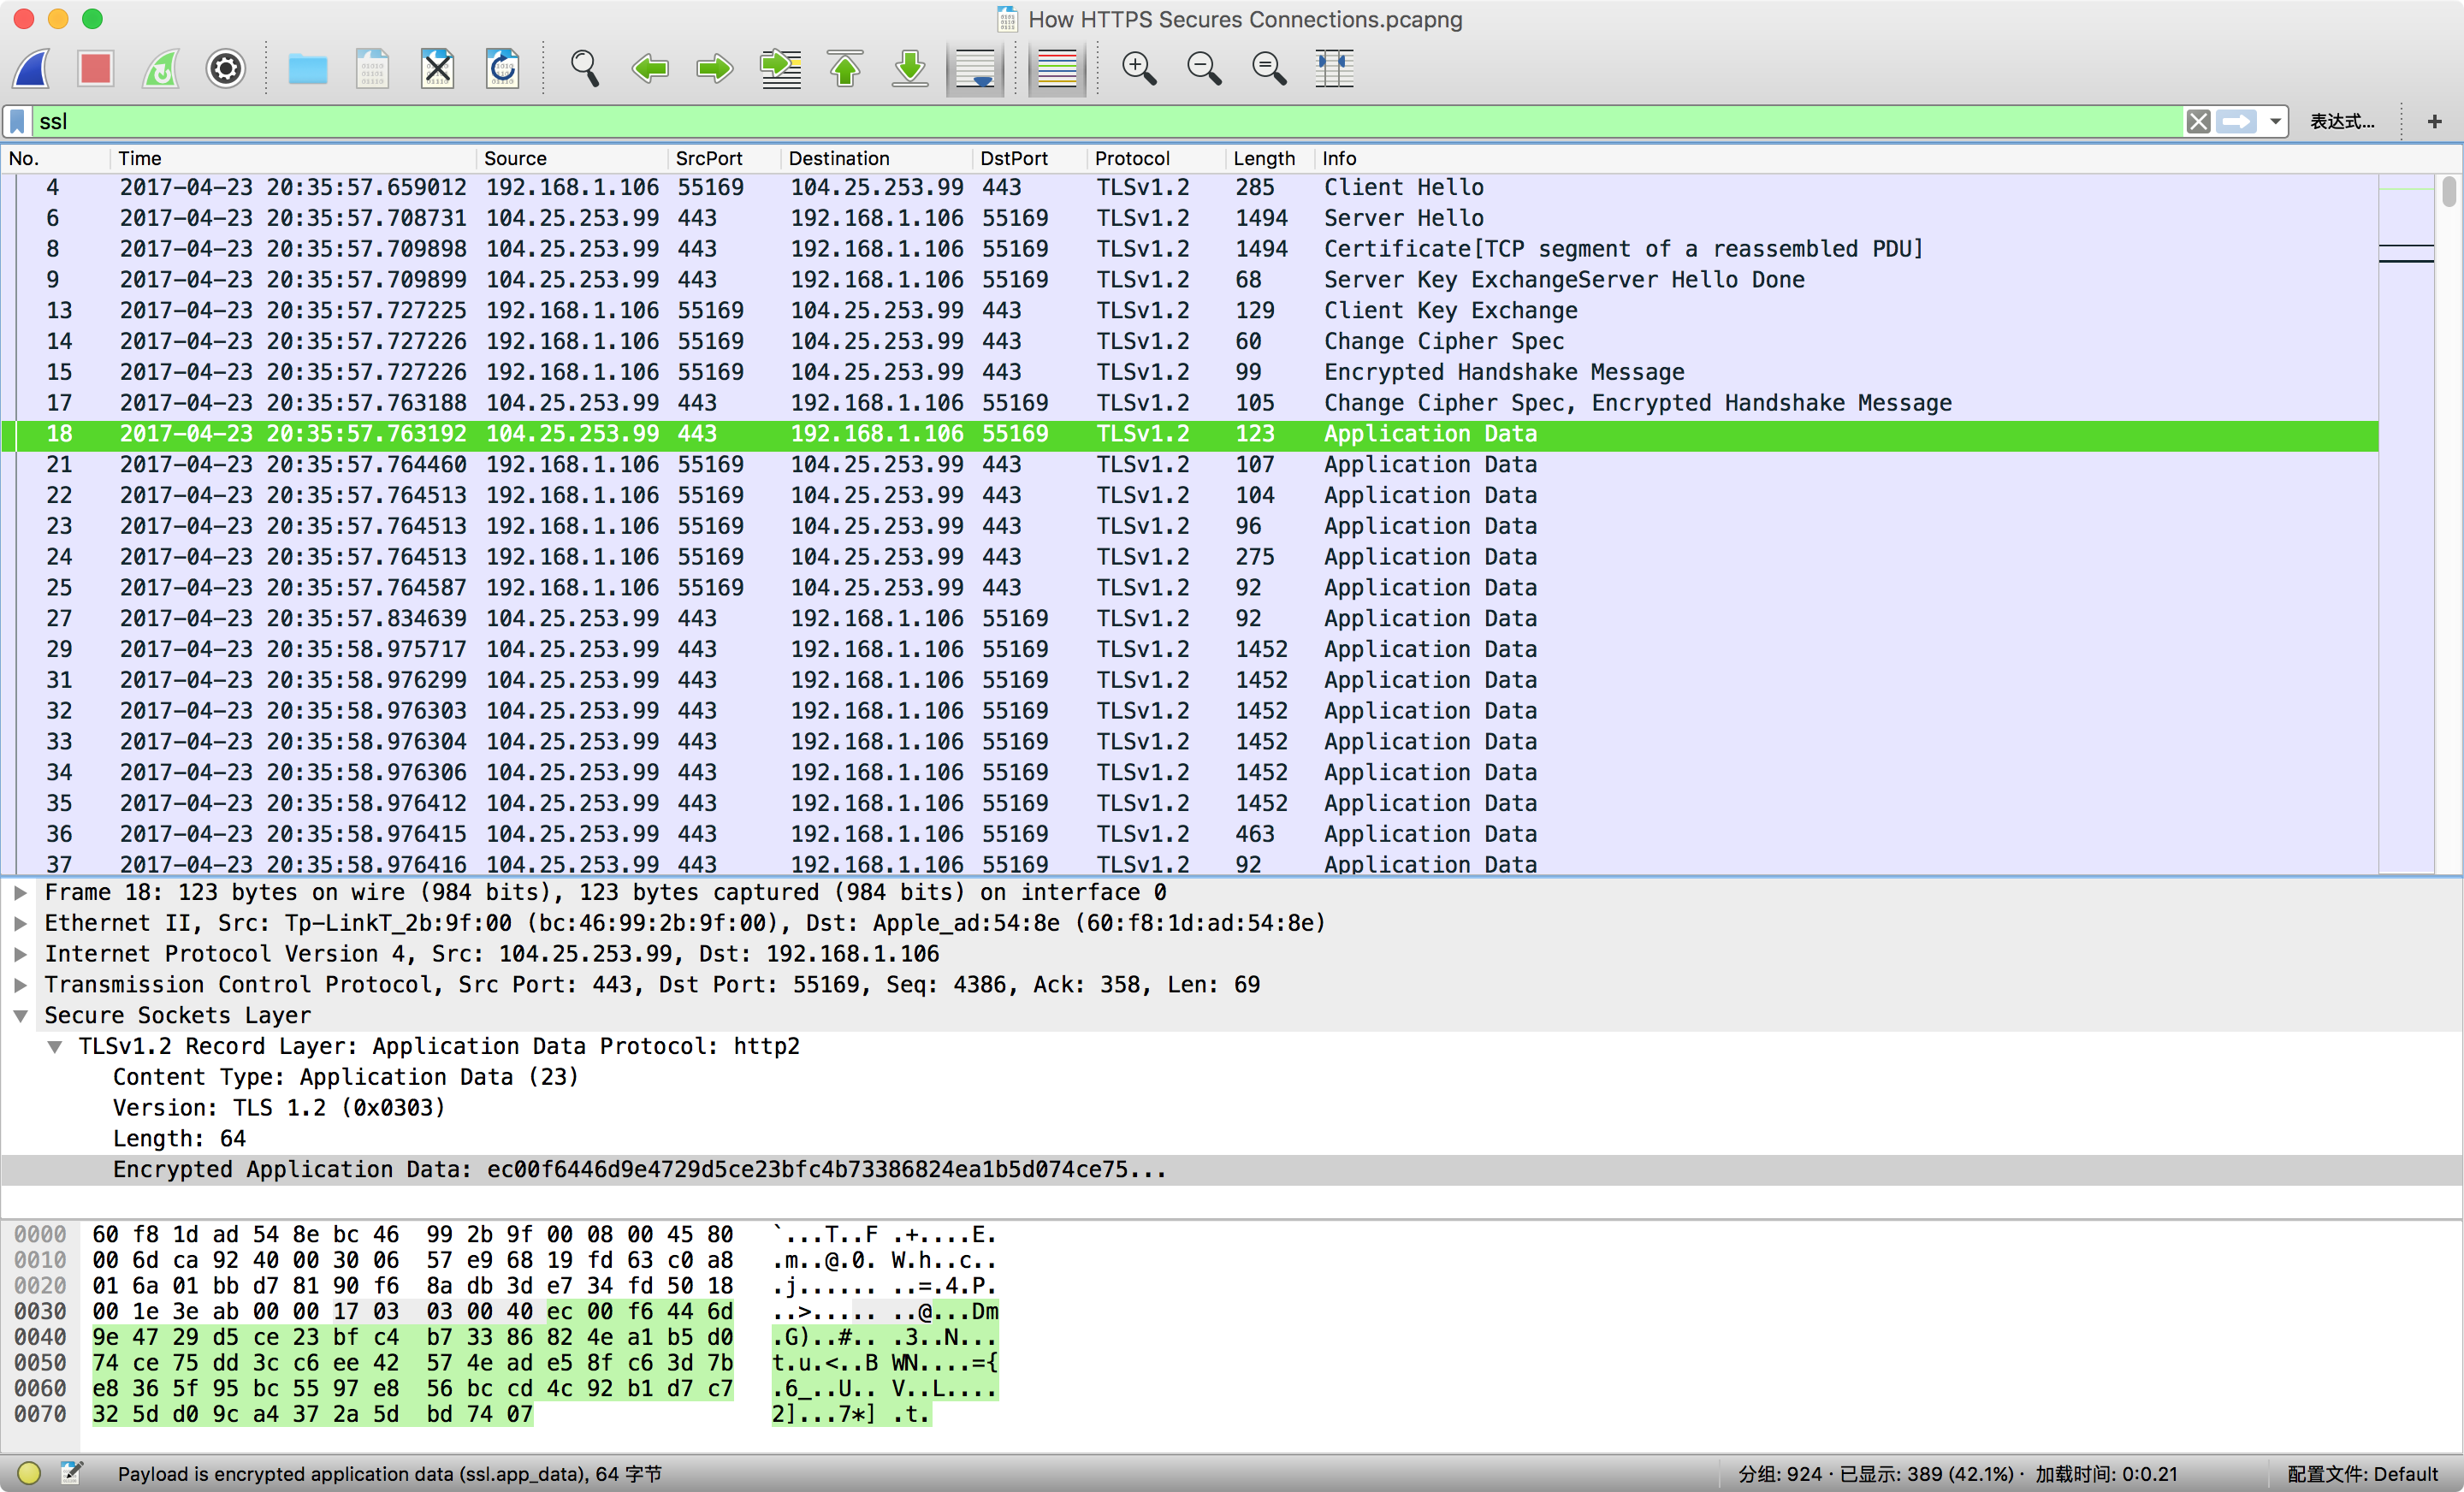 How HTTPS Secures Connections.pcapng
ssl 表达式... +
No. Time Source SrcPort Destination DstPort Protocol Length Info
4 2017-04-23 20:35:57.659012 192.168.1.106 55169 104.25.253.99 443 TLSv1.2 285 Client Hello
6 2017-04-23 20:35:57.708731 104.25.253.99 443 192.168.1.106 55169 TLSv1.2 1494 Server Hello
8 2017-04-23 20:35:57.709898 104.25.253.99 443 192.168.1.106 55169 TLSv1.2 1494 Certificate[TCP segment of a reassembled PDU]
9 2017-04-23 20:35:57.709899 104.25.253.99 443 192.168.1.106 55169 TLSv1.2 68 Server Key ExchangeServer Hello Done
13 2017-04-23 20:35:57.727225 192.168.1.106 55169 104.25.253.99 443 TLSv1.2 129 Client Key Exchange
14 2017-04-23 20:35:57.727226 192.168.1.106 55169 104.25.253.99 443 TLSv1.2 60 Change Cipher Spec
15 2017-04-23 20:35:57.727226 192.168.1.106 55169 104.25.253.99 443 TLSv1.2 99 Encrypted Handshake Message
17 2017-04-23 20:35:57.763188 104.25.253.99 443 192.168.1.106 55169 TLSv1.2 105 Change Cipher Spec, Encrypted Handshake Message
18 2017-04-23 20:35:57.763192 104.25.253.99 443 192.168.1.106 55169 TLSv1.2 123 Application Data
21 2017-04-23 20:35:57.764460 192.168.1.106 55169 104.25.253.99 443 TLSv1.2 107 Application Data
22 2017-04-23 20:35:57.764513 192.168.1.106 55169 104.25.253.99 443 TLSv1.2 104 Application Data
23 2017-04-23 20:35:57.764513 192.168.1.106 55169 104.25.253.99 443 TLSv1.2 96 Application Data
24 2017-04-23 20:35:57.764513 192.168.1.106 55169 104.25.253.99 443 TLSv1.2 275 Application Data
25 2017-04-23 20:35:57.764587 192.168.1.106 55169 104.25.253.99 443 TLSv1.2 92 Application Data
27 2017-04-23 20:35:57.834639 104.25.253.99 443 192.168.1.106 55169 TLSv1.2 92 Application Data
29 2017-04-23 20:35:58.975717 104.25.253.99 443 192.168.1.106 55169 TLSv1.2 1452 Application Data
31 2017-04-23 20:35:58.976299 104.25.253.99 443 192.168.1.106 55169 TLSv1.2 1452 Application Data
32 2017-04-23 20:35:58.976303 104.25.253.99 443 192.168.1.106 55169 TLSv1.2 1452 Application Data
33 2017-04-23 20:35:58.976304 104.25.253.99 443 192.168.1.106 55169 TLSv1.2 1452 Application Data
34 2017-04-23 20:35:58.976306 104.25.253.99 443 192.168.1.106 55169 TLSv1.2 1452 Application Data
35 2017-04-23 20:35:58.976412 104.25.253.99 443 192.168.1.106 55169 TLSv1.2 1452 Application Data
36 2017-04-23 20:35:58.976415 104.25.253.99 443 192.168.1.106 55169 TLSv1.2 463 Application Data
37 2017-04-23 20:35:58.976416 104.25.253.99 443 192.168.1.106 55169 TLSv1.2 92 Application Data
Frame 18: 123 bytes on wire (984 bits), 123 bytes captured (984 bits) on interface 0
Ethernet II, Src: Tp-LinkT_2b:9f:00 (bc:46:99:2b:9f:00), Dst: Apple_ad:54:8e (60:f8:1d:ad:54:8e)
Internet Protocol Version 4, Src: 104.25.253.99, Dst: 192.168.1.106
Transmission Control Protocol, Src Port: 443, Dst Port: 55169, Seq: 4386, Ack: 358, Len: 69
Secure Sockets Layer
TLSv1.2 Record Layer: Application Data Protocol: http2
Content Type: Application Data (23)
Version: TLS 1.2 (0x0303)
Length: 64
Encrypted Application Data: ec00f6446d9e4729d5ce23bfc4b73386824ea1b5d074ce75...
0000 60 f8 1d ad 54 8e bc 46 99 2b 9f 00 08 00 45 80 `...T..F .+....E.
0010 00 6d ca 92 40 00 30 06 57 e9 68 19 fd 63 c0 a8 .m..@.0. W.h..c..
0020 01 6a 01 bb d7 81 90 f6 8a db 3d e7 34 fd 50 18 .j...... ..=.4.P.
0030 00 1e 3e ab 00 00 17 03 03 00 40 ec 00 f6 44 6d ..>..... ..@...Dm
0040 9e 47 29 d5 ce 23 bf c4 b7 33 86 82 4e a1 b5 d0 .G)..#.. .3..N...
0050 74 ce 75 dd 3c c6 ee 42 57 4e ad e5 8f c6 3d 7b t.u.<..B WN....={
0060 e8 36 5f 95 bc 55 97 e8 56 bc cd 4c 92 b1 d7 c7 .6_..U.. V..L....
0070 32 5d d0 9c a4 37 2a 5d bd 74 07 2]...7*] .t.
Payload is encrypted application data (ssl.app_data), 64 字节 分组: 924 · 已显示: 389 (42.1%) · 加载时间: 0:0.21 配置文件: Default